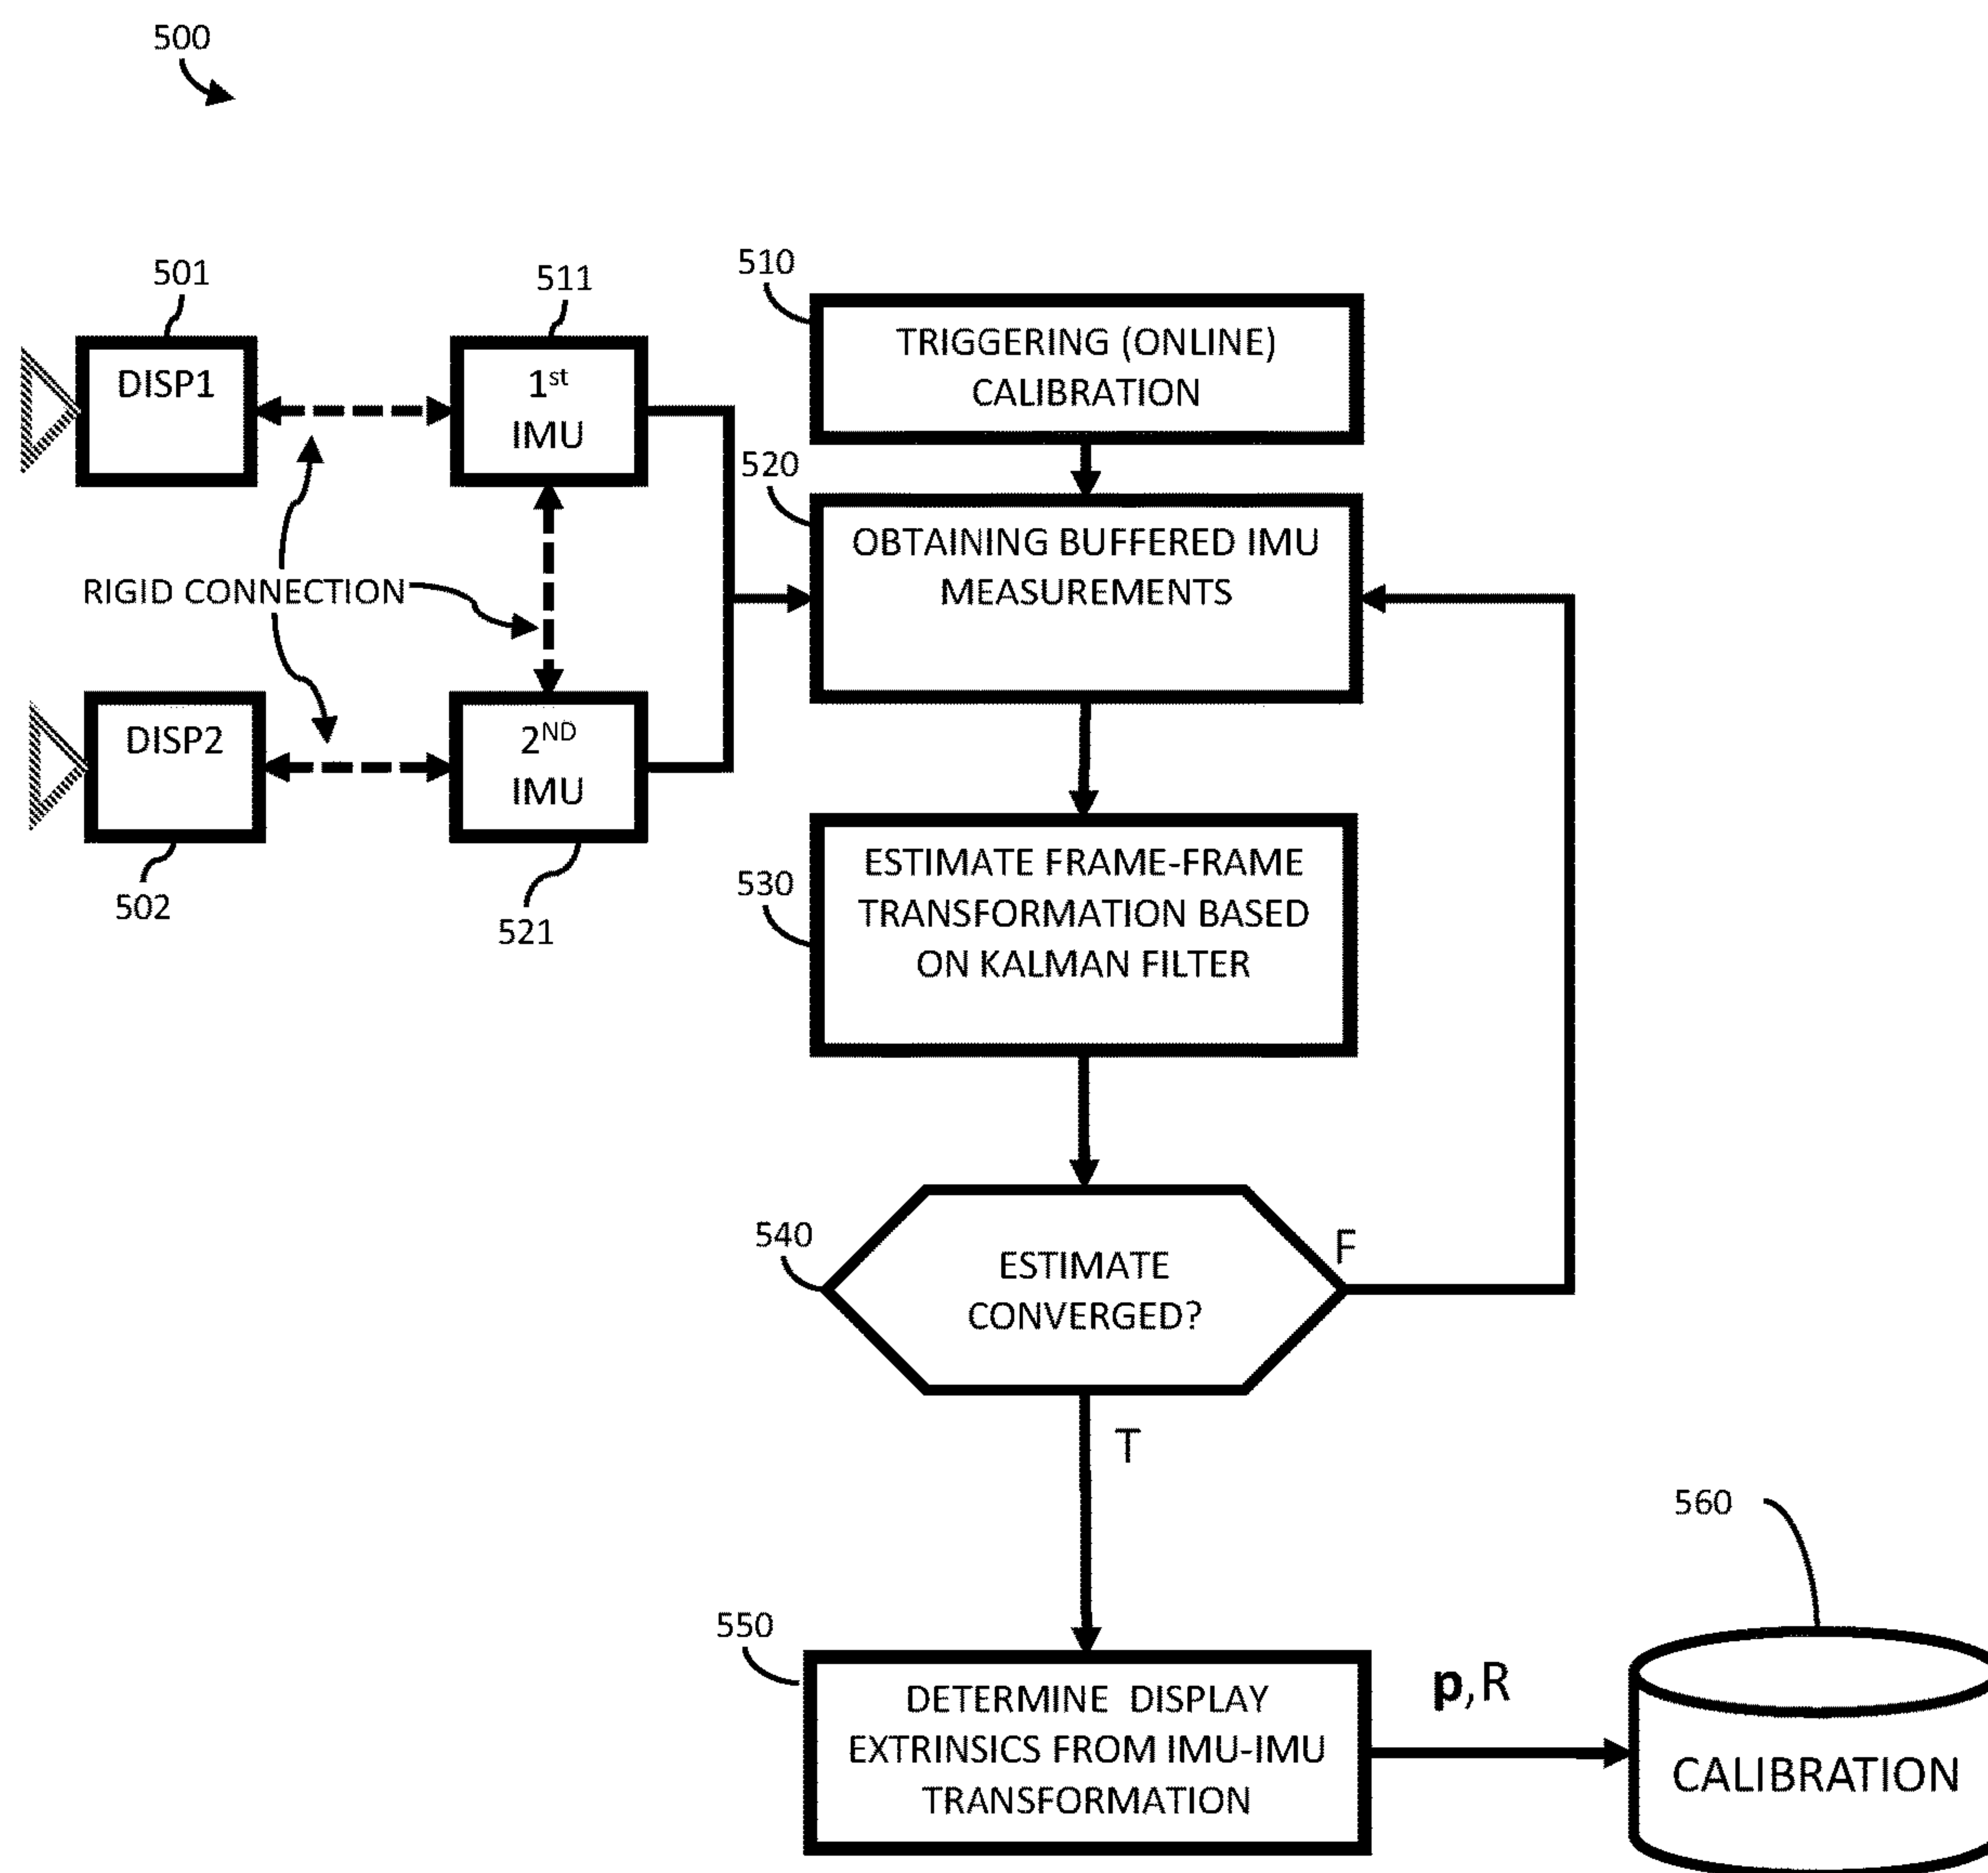 500
501
511
510
DISP1
1st
IMU
TRIGGERING (ONLINE)
CALIBRATION
520
OBTAINING BUFFERED IMU
MEASUREMENTS
RIGID CONNECTION
DISP2
2ND
IMU
502
521
530
ESTIMATE FRAME-FRAME
TRANSFORMATION BASED
ON KALMAN FILTER
540
ESTIMATE
CONVERGED?
F
T
550
DETERMINE DISPLAY
EXTRINSICS FROM IMU-IMU
TRANSFORMATION
p,R
560
CALIBRATION